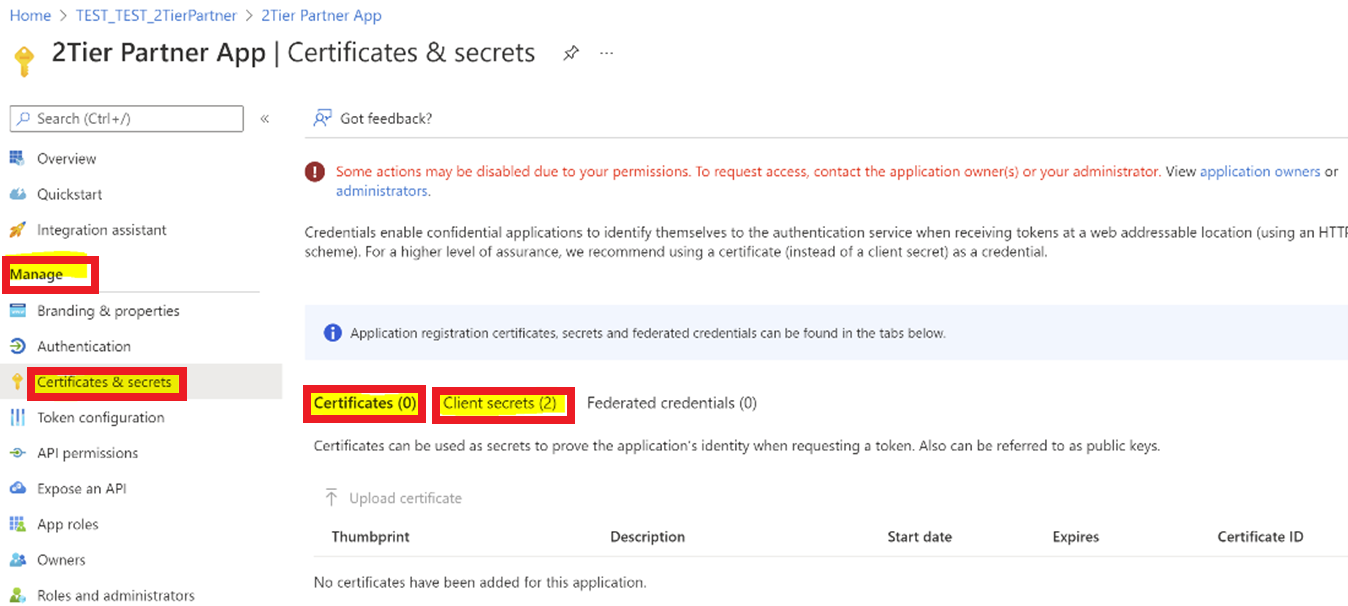 Home > TEST_TEST_2TierPartner > 2Tier Partner App
2Tier Partner App | Certificates & secrets ...
Search (Ctrl+/) «
Overview
Quickstart
Integration assistant
Manage
Branding & properties
Authentication
Certificates & secrets
Token configuration
API permissions
Expose an API
App roles
Owners
Roles and administrators
Got feedback?
Some actions may be disabled due to your permissions. To request access, contact the application owner(s) or your administrator. View application owners or
administrators.
Credentials enable confidential applications to identify themselves to the authentication service when receiving tokens at a web addressable location (using an HTTP
scheme). For a higher level of assurance, we recommend using a certificate (instead of a client secret) as a credential.
Application registration certificates, secrets and federated credentials can be found in the tabs below.
Certificates (0) Client secrets (2) Federated credentials (0)
Certificates can be used as secrets to prove the application's identity when requesting a token. Also can be referred to as public keys.
Upload certificate
Thumbprint Description Start date Expires Certificate ID
No certificates have been added for this application.